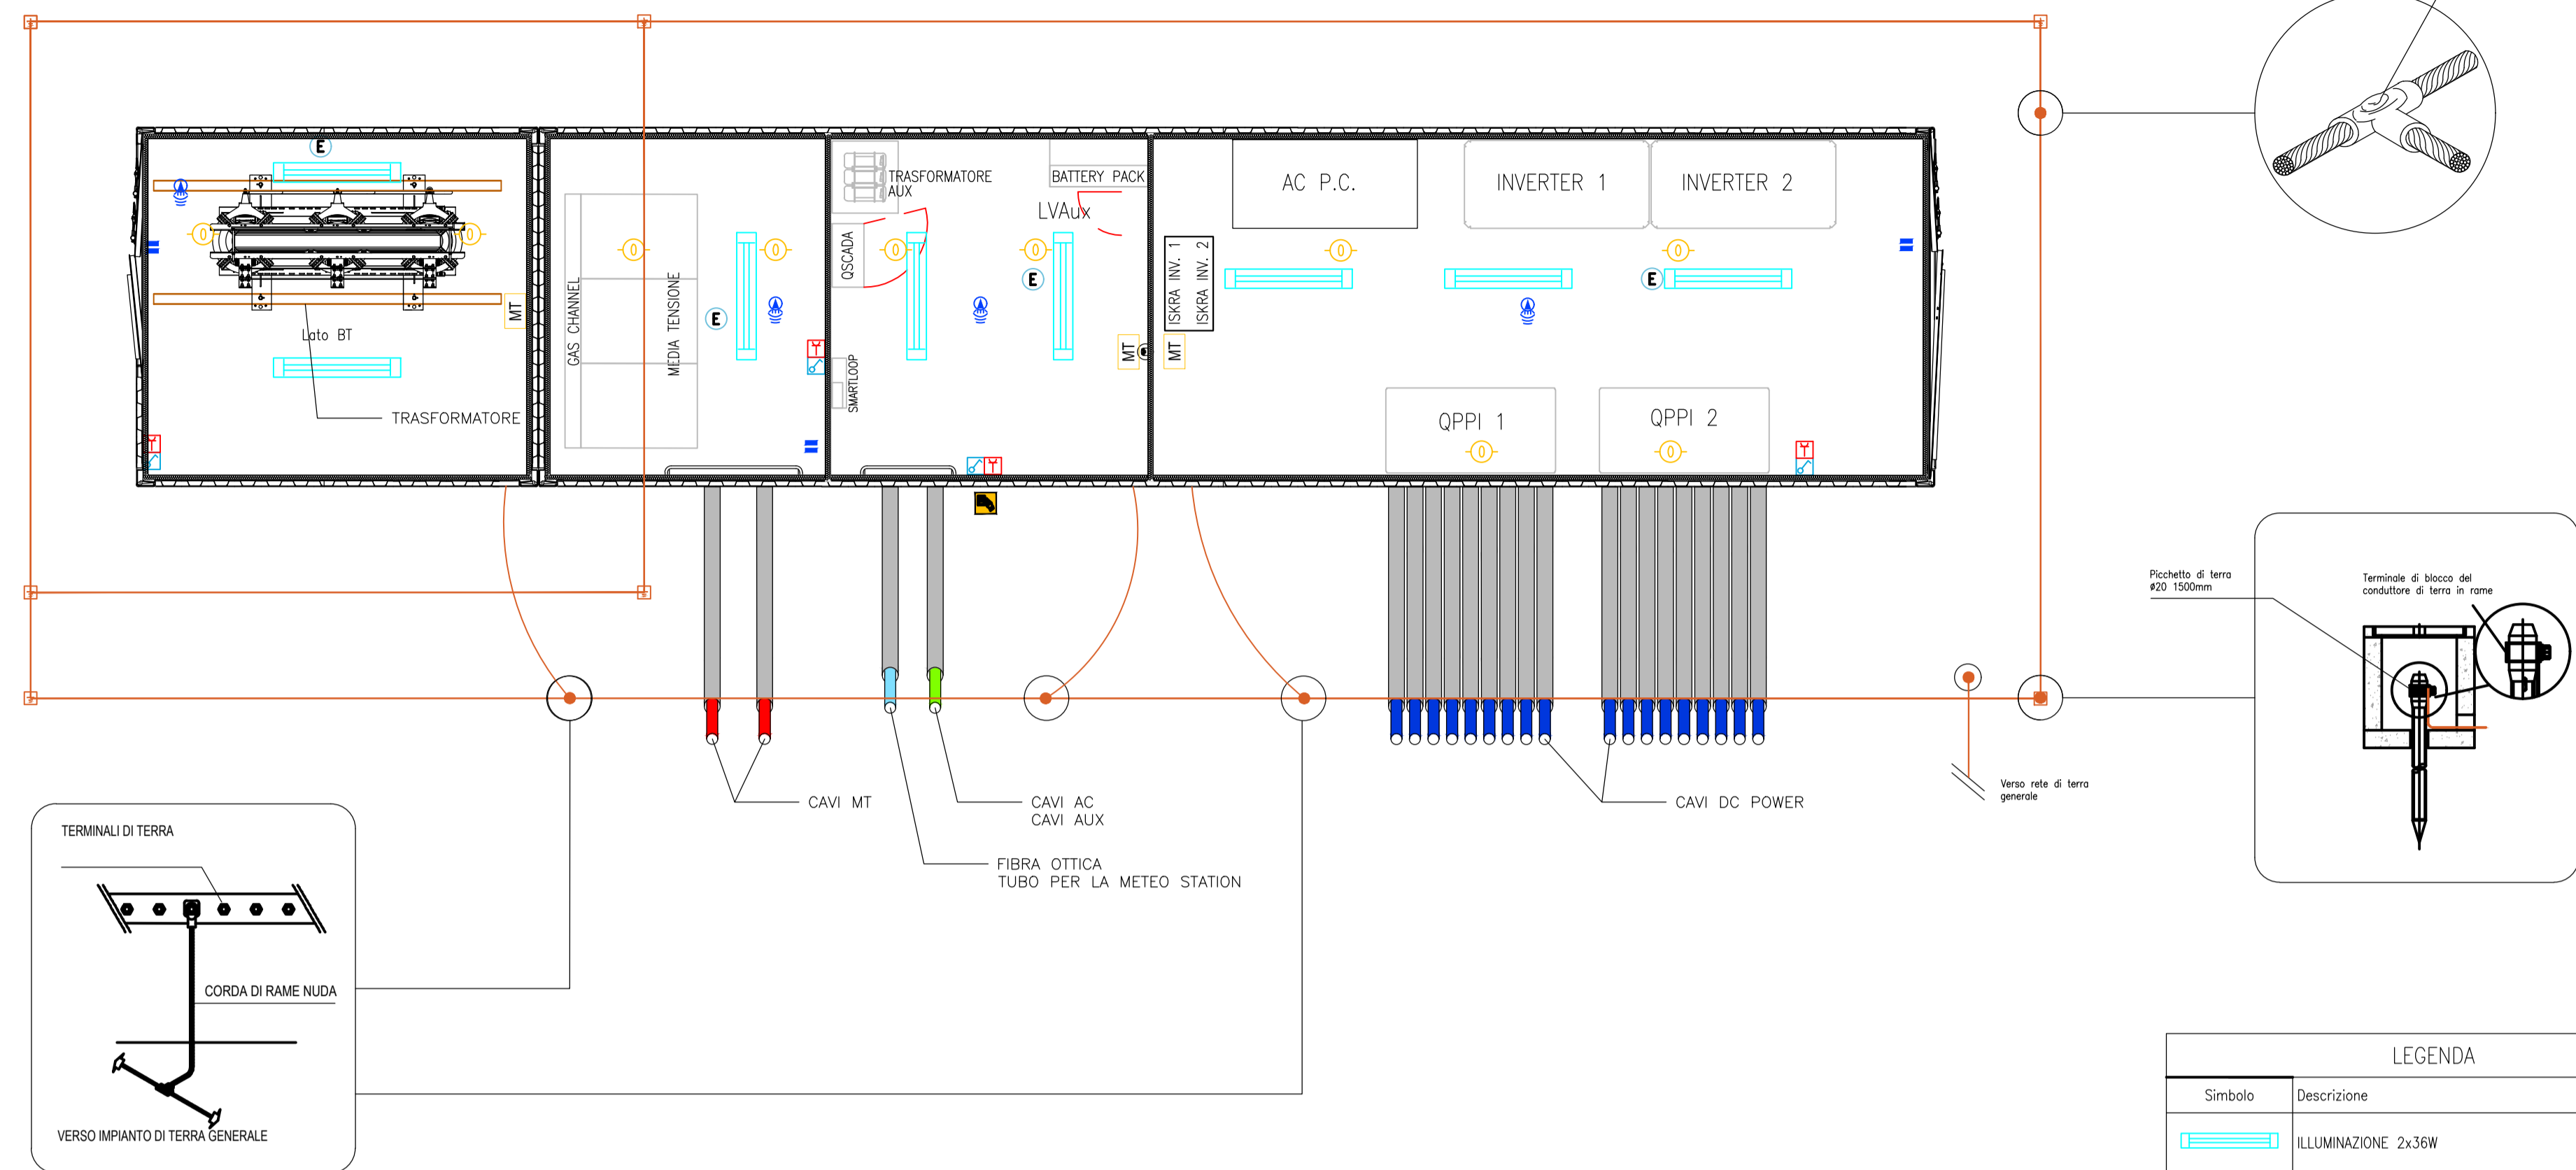 E
TRASFORMATORE
AUX
BATTERY PACK
LVAux
AC P.C.
INVERTER 1
INVERTER 2
QSCADA
ISKRA INV. 1
ISKRA INV. 2
GAS CHANNEL
MEDIA TENSIONE
E
E
E
MT
MT
MT
Lato BT
SMARTLOOP
TRASFORMATORE
QPPI 1
QPPI 2
Picchetto di terra
ø20 1500mm
Terminale di blocco del
conduttore di terra in rame
Verso rete di terra
generale
CAVI MT
CAVI AC
CAVI AUX
CAVI DC POWER
FIBRA OTTICA
TUBO PER LA METEO STATION
TERMINALI DI TERRA
CORDA DI RAME NUDA
VERSO IMPIANTO DI TERRA GENERALE
LEGENDA
Simbolo
Descrizione
ILLUMINAZIONE 2x36W